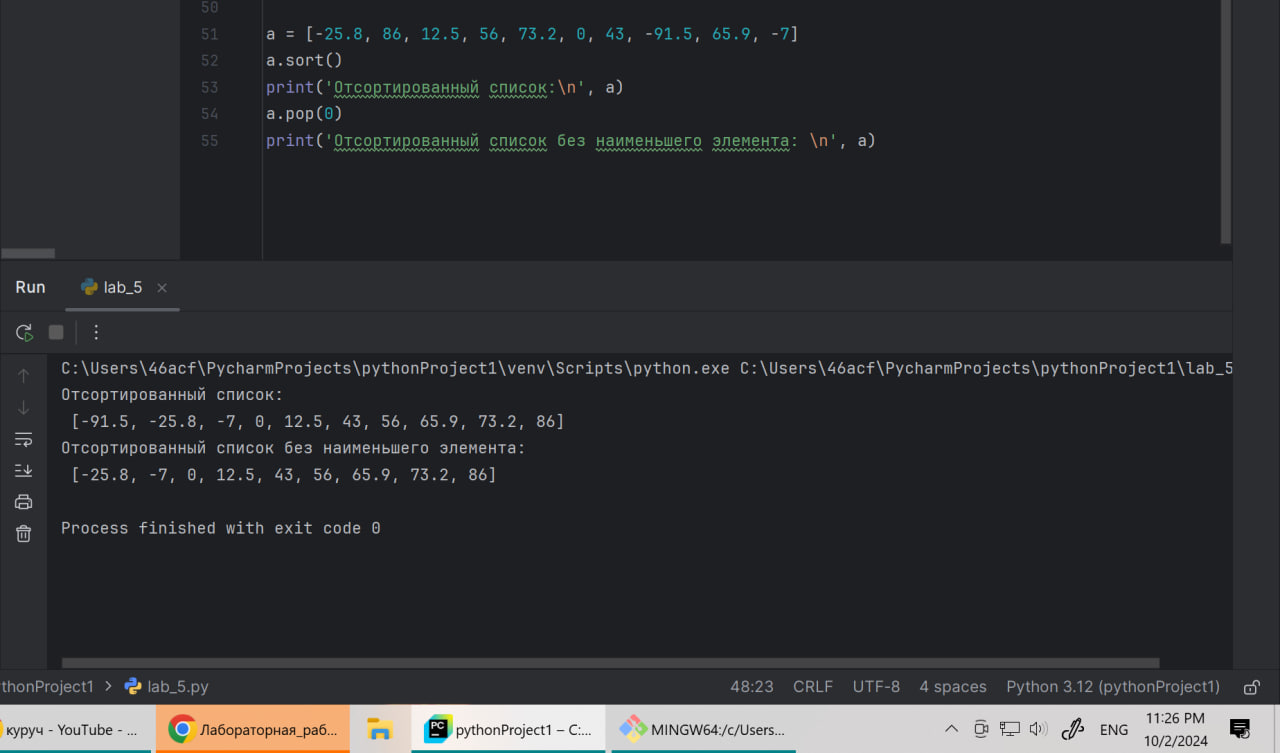 50
51 a = [-25.8, 86, 12.5, 56, 73.2, 0, 43, -91.5, 65.9, -7]
52 a.sort()
53 print('Отсортированный список:\n', a)
54 a.pop(0)
55 print('Отсортированный список без наименьшего элемента: \n', a)
Run lab_5
C:\Users\46acf\PycharmProjects\pythonProject1\venv\Scripts\python.exe C:\Users\46acf\PycharmProjects\pythonProject1\lab_5
Отсортированный список:
[-91.5, -25.8, -7, 0, 12.5, 43, 56, 65.9, 73.2, 86]
Отсортированный список без наименьшего элемента:
[-25.8, -7, 0, 12.5, 43, 56, 65.9, 73.2, 86]
Process finished with exit code 0
thonProject1 > lab_5.py 48:23 CRLF UTF-8 4 spaces Python 3.12 (pythonProject1)
куруч - YouTube - ... Лабораторная_раб... PC pythonProject1 – C:... MINGW64:/c/Users... ENG 11:26 PM
10/2/2024